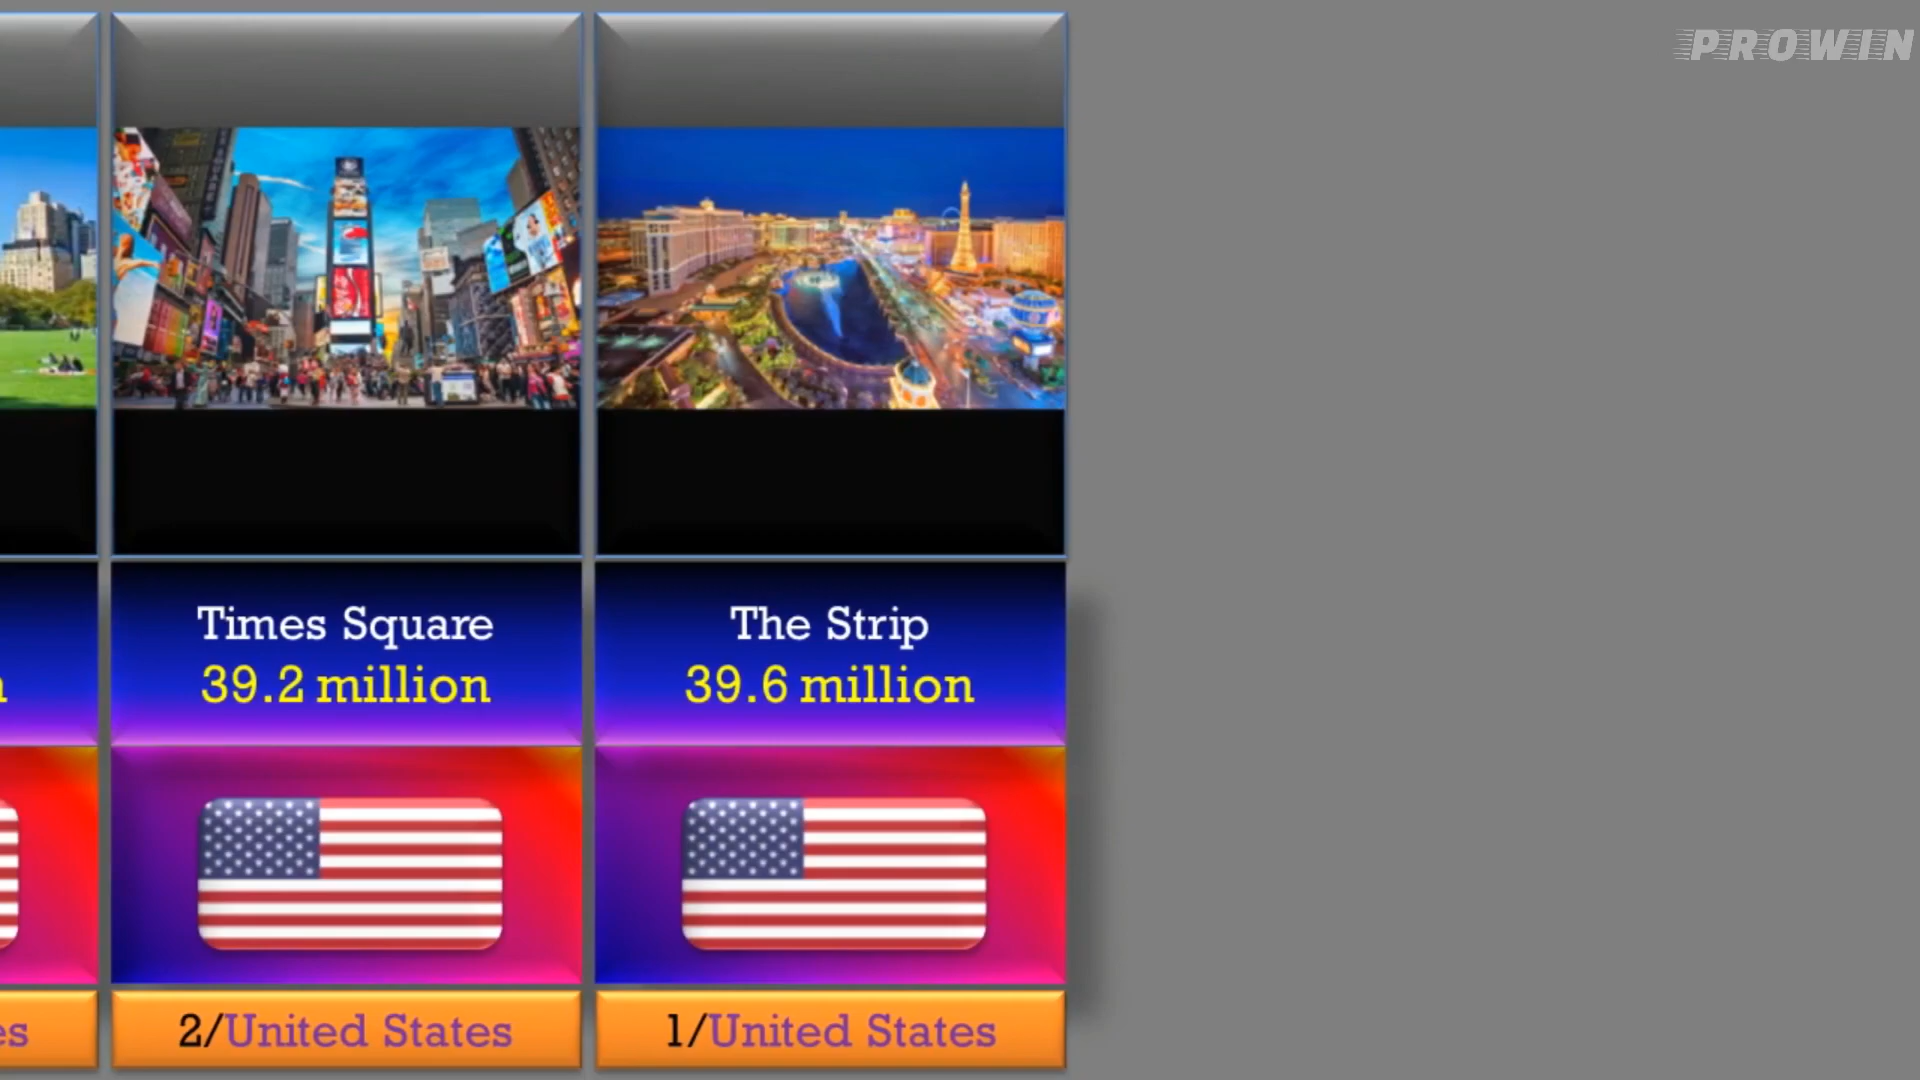 PROWIN
Times Square
39.2 million
The Strip
39.6 million
2/United States
1/United States